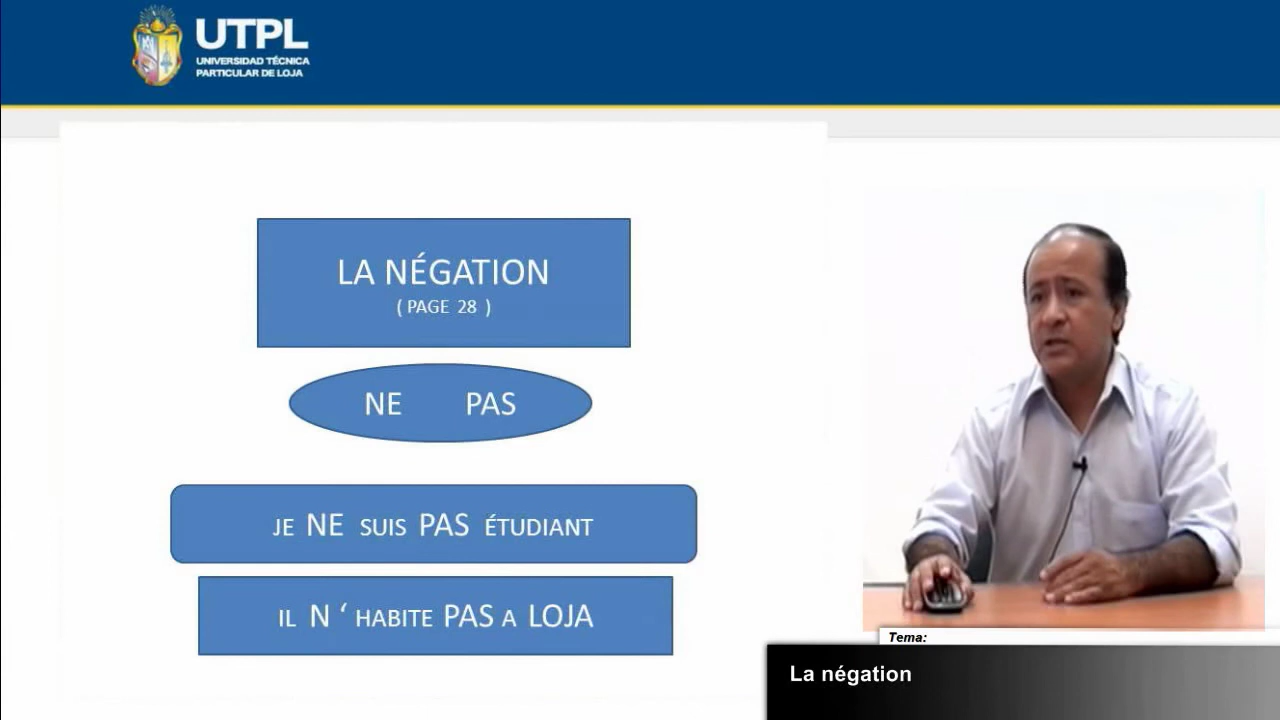 UTPL
UNIVERSIDAD TÉCNICA
PARTICULAR DE LOJA
LA NÉGATION
( PAGE 28 )
NE PAS
JE NE SUIS PAS ÉTUDIANT
IL N ‘ HABITE PAS A LOJA
Tema:
La négation